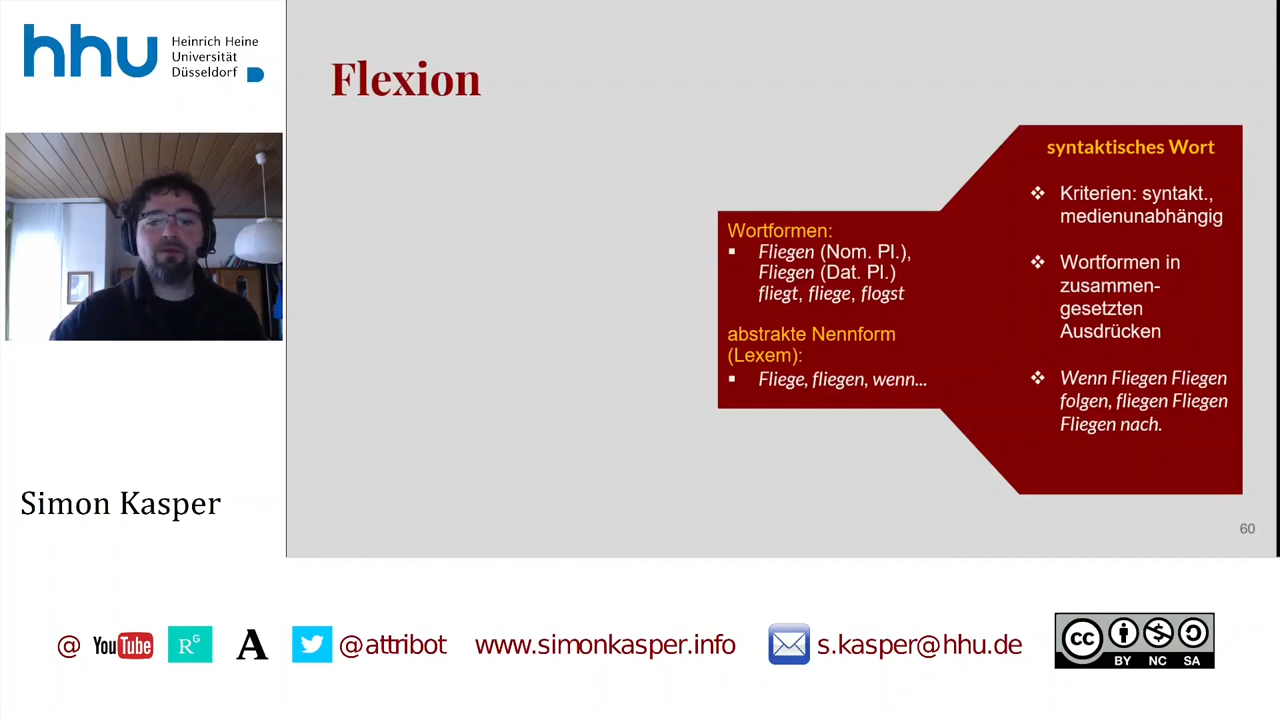 hhu
Heinrich Heine
Universität
Düsseldorf
Flexion
syntaktisches Wort
❖ Kriterien: syntakt.,
medienunabhängig
❖ Wortformen in
zusammen-
gesetzten
Ausdrücken
❖ Wenn Fliegen Fliegen
folgen, fliegen Fliegen
Fliegen nach.
Wortformen:
▪ Fliegen (Nom. Pl.),
Fliegen (Dat. Pl.)
fliegt, fliege, flogst
abstrakte Nennform
(Lexem):
▪ Fliege, fliegen, wenn...
60
Simon Kasper
@ YouTube RG A @attribot www.simonkasper.info s.kasper@hhu.de
cc
BY NC SA